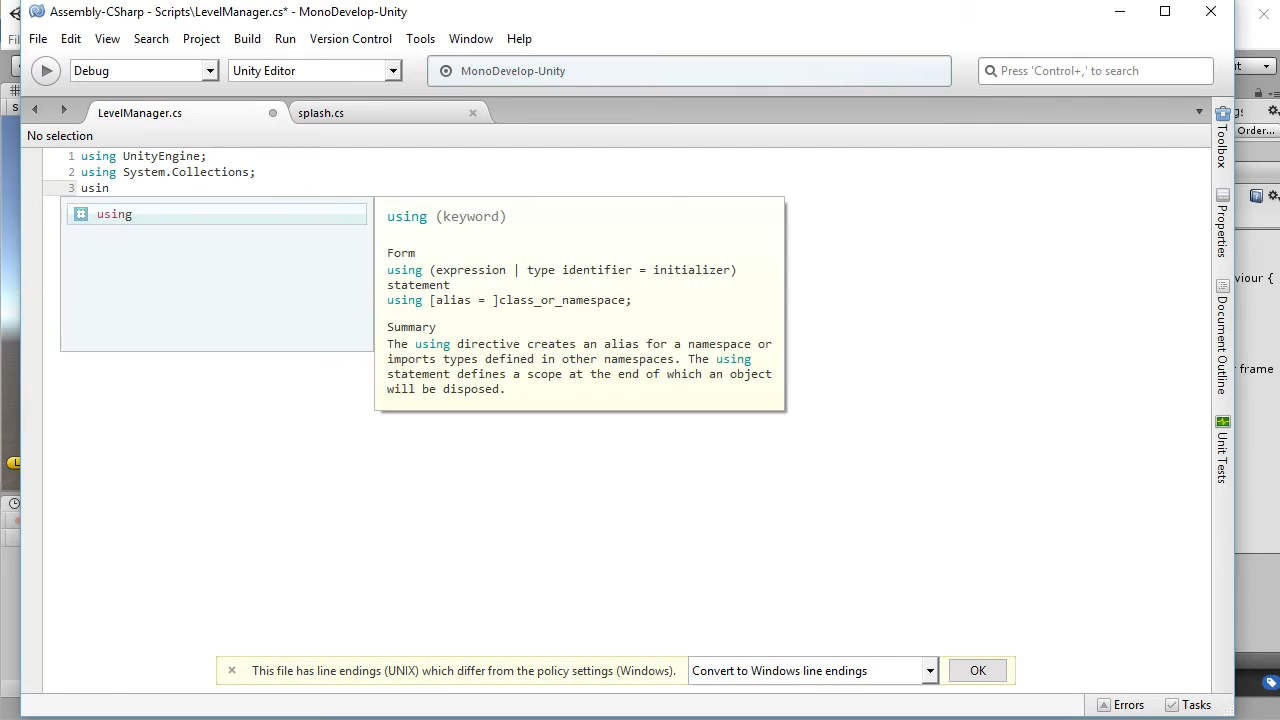 Assembly-CSharp - Scripts\LevelManager.cs* - MonoDevelop-Unity
File Edit View Search Project Build Run Version Control Tools Window Help
Debug Unity Editor MonoDevelop-Unity Press 'Control+,' to search
LevelManager.cs splash.cs
No selection
1 using UnityEngine;
2 using System.Collections;
3 usin
using
using (keyword)
Form
using (expression | type identifier = initializer)
statement
using [alias = ]class_or_namespace;
Summary
The using directive creates an alias for a namespace or
imports types defined in other namespaces. The using
statement defines a scope at the end of which an object
will be disposed.
Toolbox
Properties
Document Outline
Unit Tests
Order...
aviour {
frame
This file has line endings (UNIX) which differ from the policy settings (Windows). Convert to Windows line endings OK
Errors Tasks